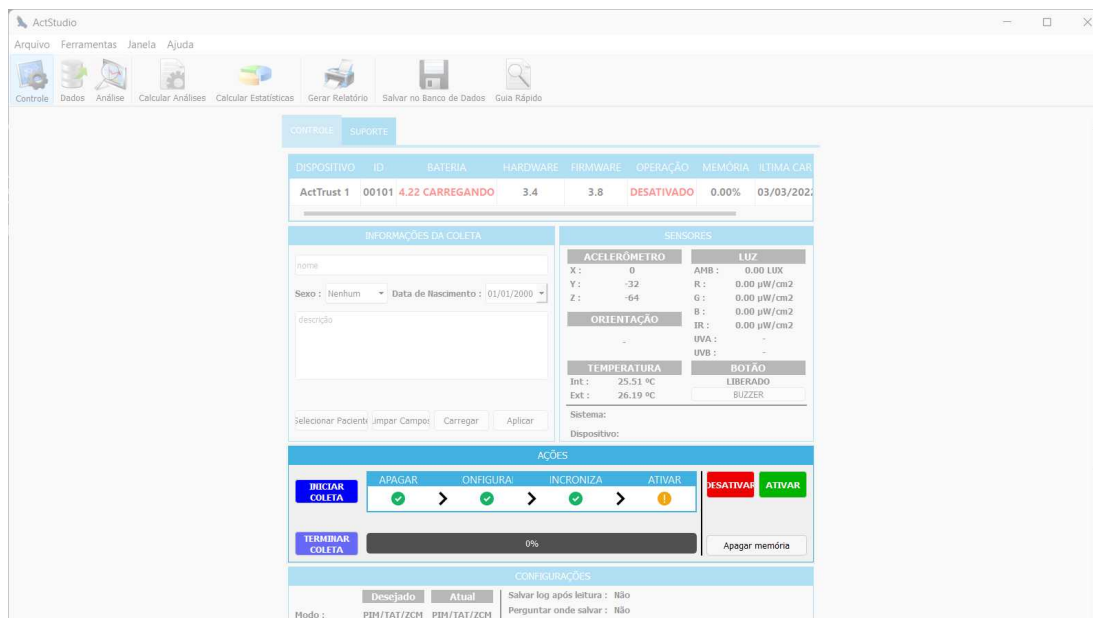 ActStudio
Arquivo Ferramentas Janela Ajuda
Controle Dados Análise Calcular Análises Calcular Estatísticas Gerar Relatório Salvar no Banco de Dados Guia Rápido
CONTROLE SUPORTE
DISPOSITIVO ID BATERIA HARDWARE FIRMWARE OPERAÇÃO MEMÓRIA ILTIMA CAR
ActTrust 1 00101 4.22 CARREGANDO 3.4 3.8 DESATIVADO 0.00% 03/03/202
INFORMAÇÕES DA COLETA
nome
Sexo : Nenhum Data de Nascimento : 01/01/2000
descrição
Selecionar Paciente impar Campos Carregar Aplicar
SENSORES
ACELERÔMETRO
X : 0
Y : -32
Z : -64
ORIENTAÇÃO
-
TEMPERATURA
Int : 25.51 ºC
Ext : 26.19 ºC
LUZ
AMB : 0.00 LUX
R : 0.00 µW/cm2
G : 0.00 µW/cm2
B : 0.00 µW/cm2
IR : 0.00 µW/cm2
UVA : -
UVB : -
BOTÃO
LIBERADO
BUZZER
Sistema:
Dispositivo:
AÇÕES
INICIAR
COLETA
APAGAR ONFIGURAI INCRONIZA ATIVAR
DESATIVAR ATIVAR
TERMINAR
COLETA
0%
Apagar memória
CONFIGURAÇÕES
Desejado Atual
Modo : PIM/TAT/ZCM PIM/TAT/ZCM
Salvar log após leitura : Não
Perguntar onde salvar : Não